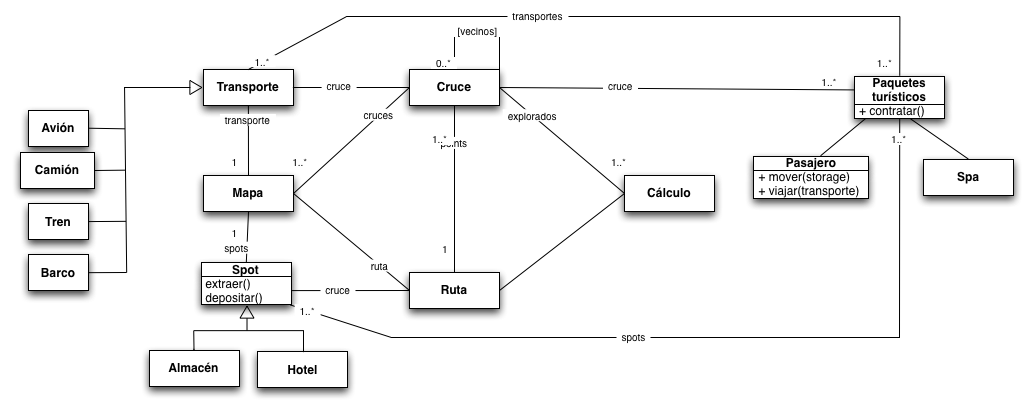 transportes
[vecinos]
1..*
0..*
1..*
Transporte
cruce
Cruce
cruce
1..*
Paquetes
turísticos
+ contratar()
transporte
cruces
explorados
Avión
1..*
1..*
Camión
1
1..*
1..*
Pasajero
+ mover(storage)
+ viajar(transporte)
Spa
Mapa
Cálculo
Tren
1
spots
1
ruta
Barco
Spot
extraer()
depositar()
cruce
Ruta
1..*
spots
Almacén
Hotel